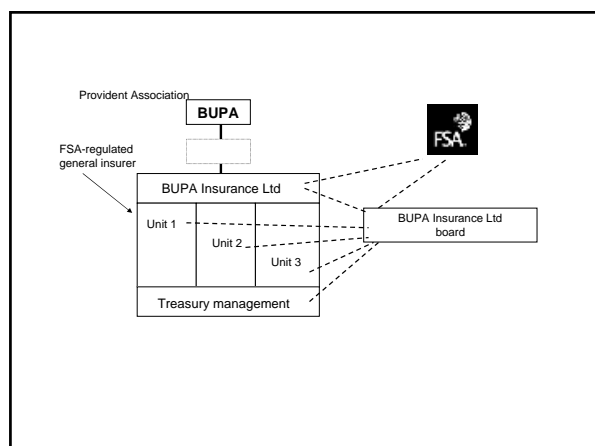 Provident Association
BUPA
FSA
FSA-regulated
general insurer
BUPA Insurance Ltd
Unit 1
Unit 2
Unit 3
BUPA Insurance Ltd
board
Treasury management